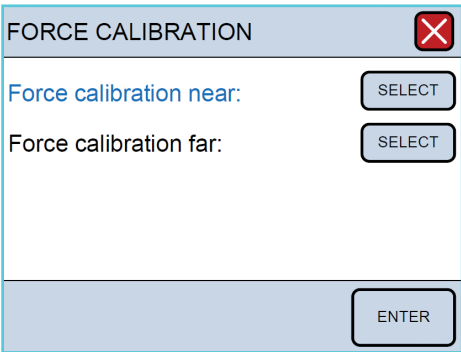 FORCE CALIBRATION
Force calibration near: SELECT
Force calibration far: SELECT
ENTER